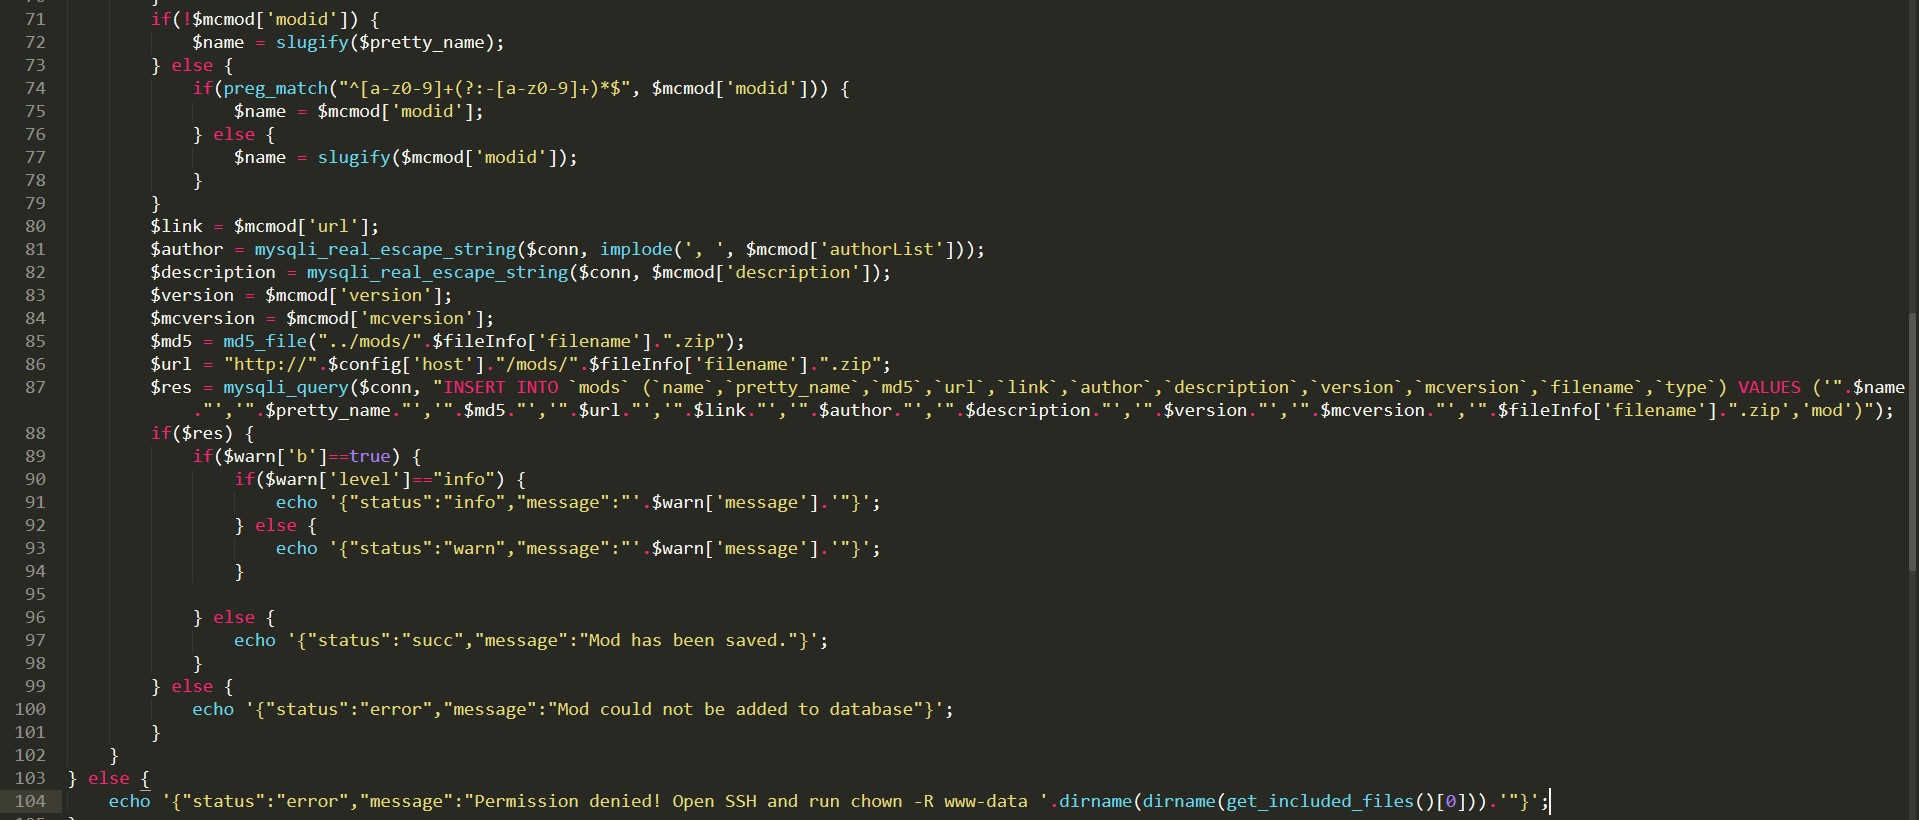 71 if(!$mcmod['modid']) {
72 $name = slugify($pretty_name);
73 } else {
74 if(preg_match("^[a-z0-9]+(?:-[a-z0-9]+)*$", $mcmod['modid'])) {
75 $name = $mcmod['modid'];
76 } else {
77 $name = slugify($mcmod['modid']);
78 }
79 }
80 $link = $mcmod['url'];
81 $author = mysqli_real_escape_string($conn, implode(', ', $mcmod['authorList']));
82 $description = mysqli_real_escape_string($conn, $mcmod['description']);
83 $version = $mcmod['version'];
84 $mcversion = $mcmod['mcversion'];
85 $md5 = md5_file("../mods/".$fileInfo['filename'].".zip");
86 $url = "http://".$config['host']."/mods/".$fileInfo['filename'].".zip";
87 $res = mysqli_query($conn, "INSERT INTO `mods` (`name`,`pretty_name`,`md5`,`url`,`link`,`author`,`description`,`version`,`mcversion`,`filename`,`type`) VALUES ('".$name
."','".$pretty_name."','".$md5."','".$url."','".$link."','".$author."','".$description."','".$version."','".$mcversion."','".$fileInfo['filename'].".zip','mod')");
88 if($res) {
89 if($warn['b']==true) {
90 if($warn['level']=="info") {
91 echo '{"status":"info","message":"'.$warn['message'].'"}';
92 } else {
93 echo '{"status":"warn","message":"'.$warn['message'].'"}';
94 }
95
96 } else {
97 echo '{"status":"succ","message":"Mod has been saved."}';
98 }
99 } else {
100 echo '{"status":"error","message":"Mod could not be added to database"}';
101 }
102 }
103 } else {
104 echo '{"status":"error","message":"Permission denied! Open SSH and run chown -R www-data '.dirname(dirname(get_included_files()[0])).'"}';